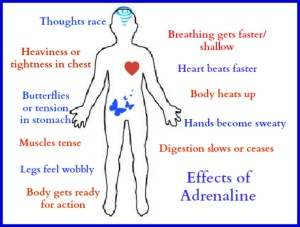 Thoughts race
Heaviness or
tightness in chest
Butterflies
or tension
in stomach
Muscles tense
Legs feel wobbly
Body gets ready
for action
Breathing gets faster/
shallow
Heart beats faster
Body heats up
Hands become sweaty
Digestion slows or ceases
Effects of
Adrenaline